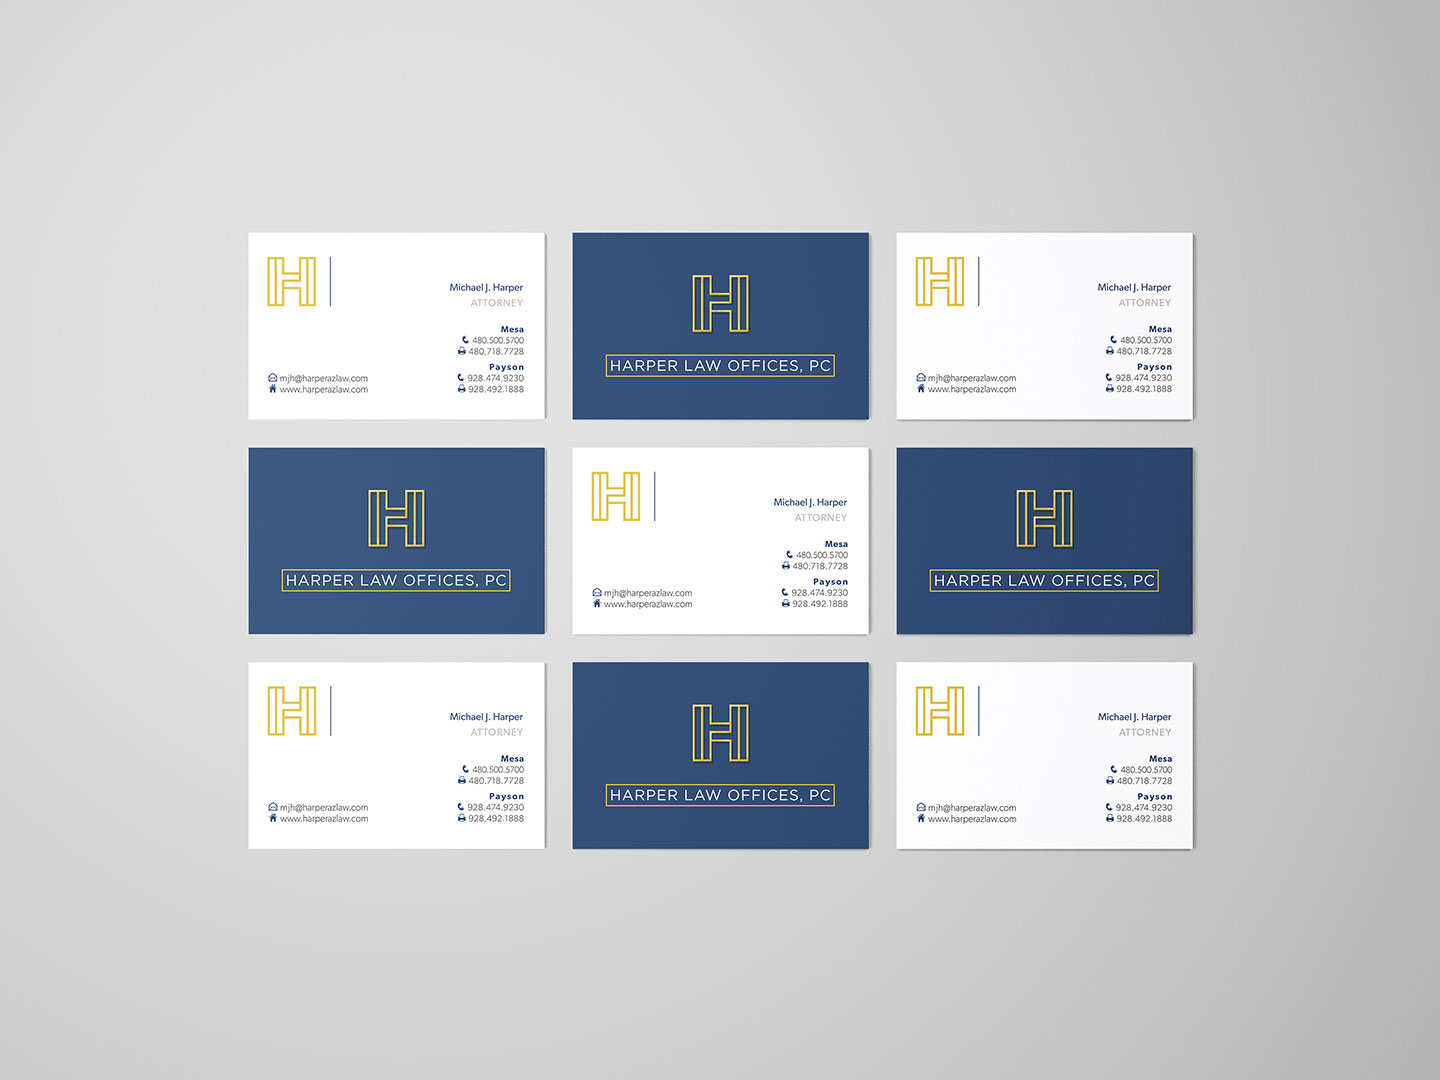 H
Michael J. Harper
ATTORNEY
Mesa
480.500.5700
480.718.7728
Payson
928.474.9230
928.492.1888
mjh@harperazlaw.com
www.harperazlaw.com
H
HARPER LAW OFFICES, PC
H
Michael J. Harper
ATTORNEY
Mesa
480.500.5700
480.718.7728
Payson
928.474.9230
928.492.1888
mjh@harperazlaw.com
www.harperazlaw.com
H
HARPER LAW OFFICES, PC
H
Michael J. Harper
ATTORNEY
Mesa
480.500.5700
480.718.7728
Payson
928.474.9230
928.492.1888
mjh@harperazlaw.com
www.harperazlaw.com
H
HARPER LAW OFFICES, PC
H
Michael J. Harper
ATTORNEY
Mesa
480.500.5700
480.718.7728
Payson
928.474.9230
928.492.1888
mjh@harperazlaw.com
www.harperazlaw.com
H
HARPER LAW OFFICES, PC
H
Michael J. Harper
ATTORNEY
Mesa
480.500.5700
480.718.7728
Payson
928.474.9230
928.492.1888
mjh@harperazlaw.com
www.harperazlaw.com